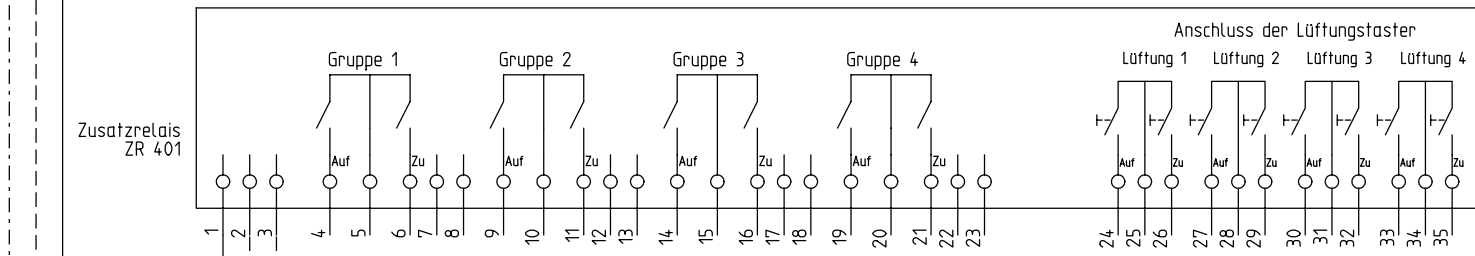 Anschluss der Lüftungstaster
Gruppe 1 Gruppe 2 Gruppe 3 Gruppe 4 Lüftung 1 Lüftung 2 Lüftung 3 Lüftung 4
Zusatzrelais
ZR 401
Auf Zu Auf Zu Auf Zu Auf Zu Auf Zu Auf Zu Auf Zu Auf Zu
1 2 3 4 5 6 7 8 9 10 11 12 13 14 15 16 17 18 19 20 21 22 23 24 25 26 27 28 29 30 31 32 33 34 35